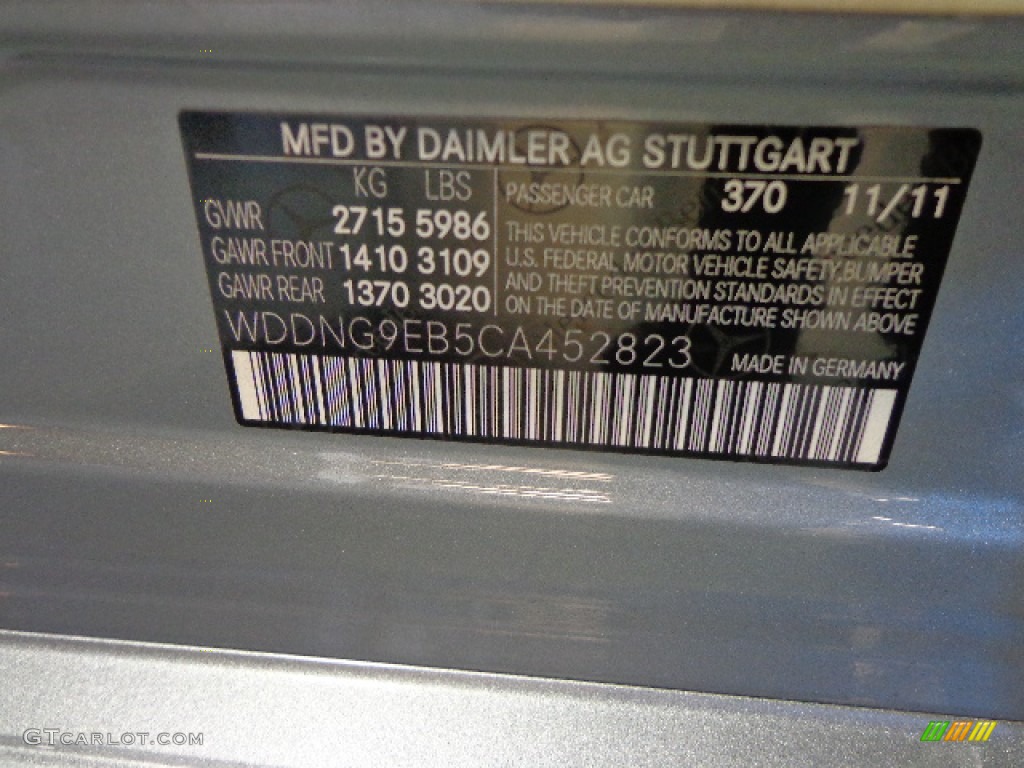 MFD BY DAIMLER AG STUTTGART
KG LBS
GVWR 2715 5986
GAWR FRONT 1410 3109
GAWR REAR 1370 3020
PASSENGER CAR 370 11/11
THIS VEHICLE CONFORMS TO ALL APPLICABLE
U.S. FEDERAL MOTOR VEHICLE SAFETY,BUMPER
AND THEFT PREVENTION STANDARDS IN EFFECT
ON THE DATE OF MANUFACTURE SHOWN ABOVE
WDDNG9EB5CA452823
MADE IN GERMANY
GTCARLOT.COM